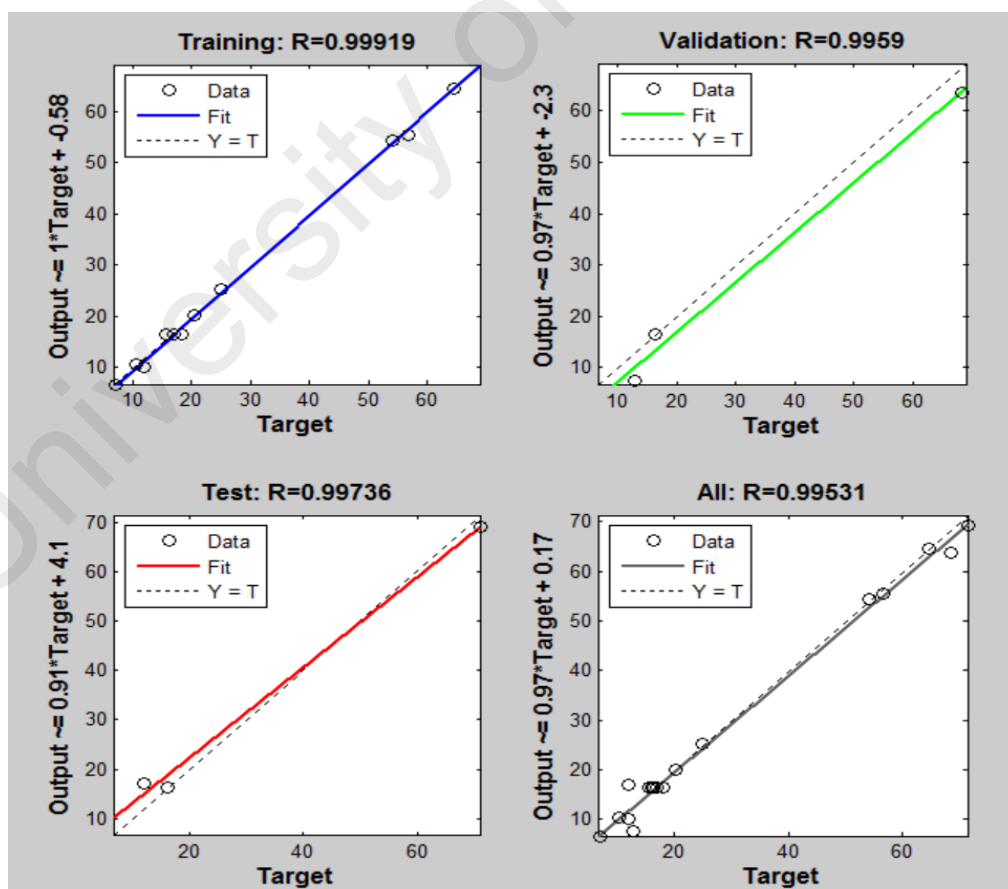 Training: R=0.99919
Output ~= 1*Target + -0.58
Data
Fit
Y = T
60
50
40
30
20
10
10 20 30 40 50 60
Target
Validation: R=0.9959
Output ~= 0.97*Target + -2.3
Data
Fit
Y = T
60
50
40
30
20
10
10 20 30 40 50 60
Target
Test: R=0.99736
Output ~= 0.91*Target + 4.1
Data
Fit
Y = T
70
60
50
40
30
20
10
20 40 60
Target
All: R=0.99531
Output ~= 0.97*Target + 0.17
Data
Fit
Y = T
70
60
50
40
30
20
10
20 40 60
Target
University of